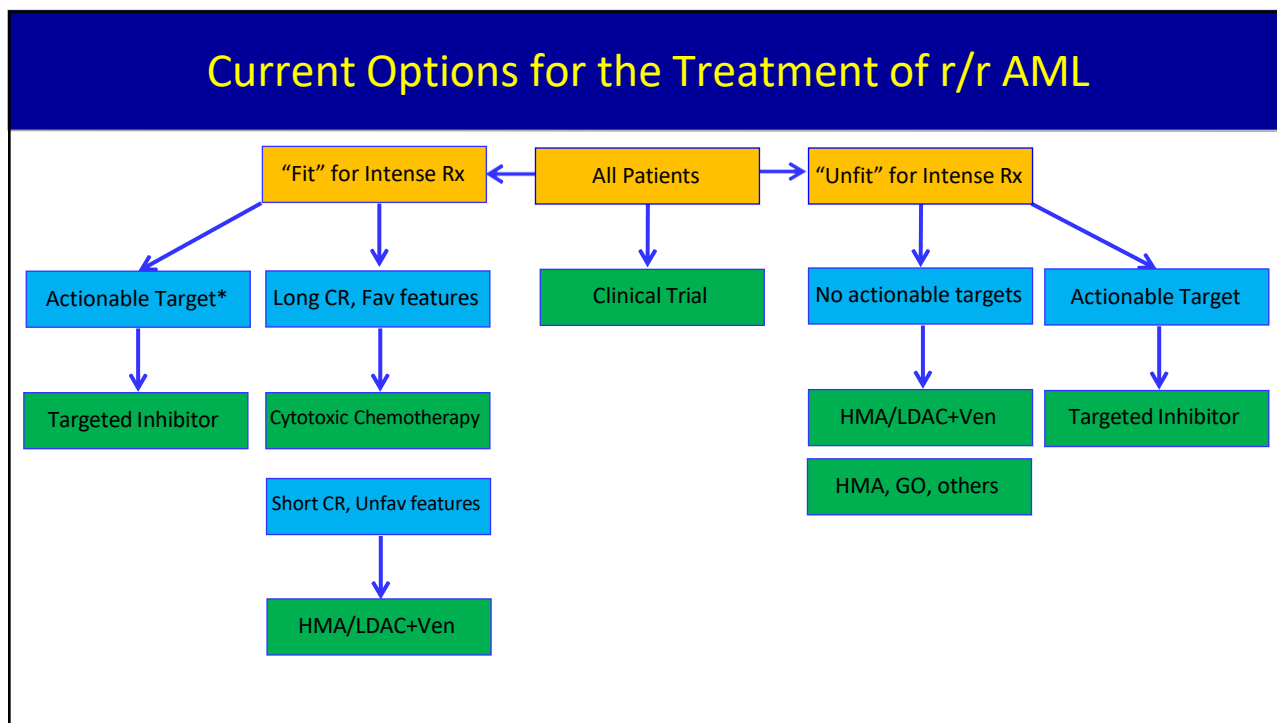 Current Options for the Treatment of r/r AML
“Fit” for Intense Rx
All Patients
“Unfit” for Intense Rx
Actionable Target*
Long CR, Fav features
Clinical Trial
No actionable targets
Actionable Target
Targeted Inhibitor
Cytotoxic Chemotherapy
HMA/LDAC+Ven
Targeted Inhibitor
HMA, GO, others
Short CR, Unfav features
HMA/LDAC+Ven